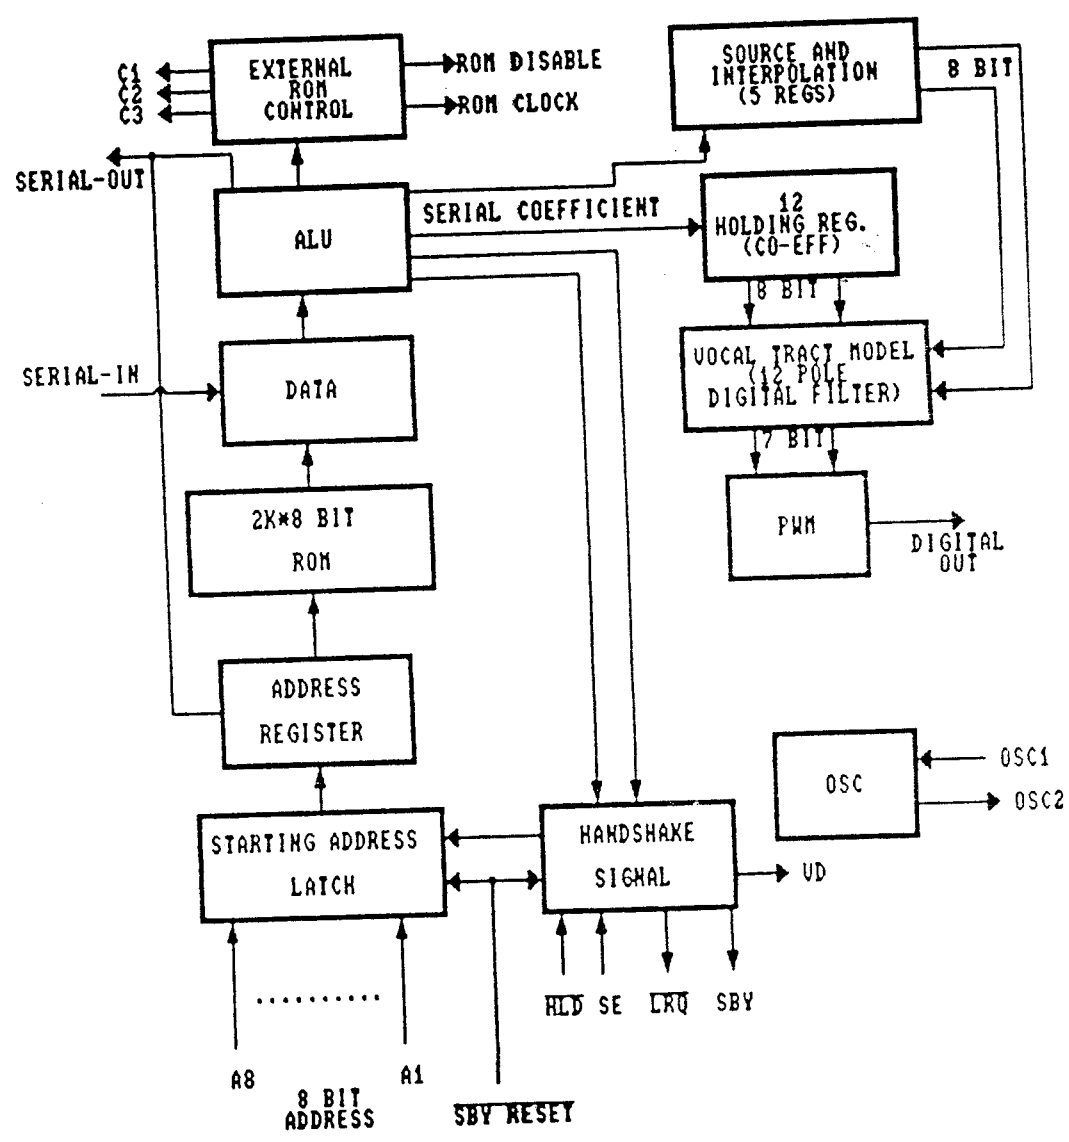 EXTERNAL
ROM
CONTROL
C1
C2
C3
ROM DISABLE
ROM CLOCK
SOURCE AND
INTERPOLATION
(5 REGS)
8 BIT
SERIAL-OUT
ALU
SERIAL COEFFICIENT
12
HOLDING REG.
(CO-EFF)
8 BIT
VOCAL TRACT MODEL
(12 POLE
DIGITAL FILTER)
7 BIT
SERIAL-IN
DATA
2K*8 BIT
ROM
PWM
DIGITAL
OUT
ADDRESS
REGISTER
OSC
OSC1
OSC2
STARTING ADDRESS
LATCH
HANDSHAKE
SIGNAL
VD
HLD
SE
LRQ
SBY
A8
..........
A1
8 BIT
ADDRESS
SBY RESET